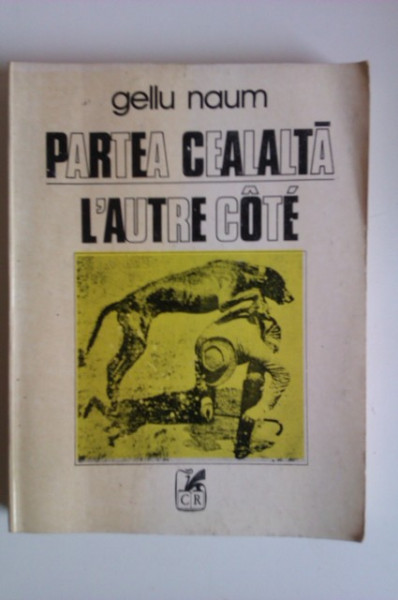 gellu naum
PARTEA CEALALTĂ
L'AUTRE CÔTÉ
CR